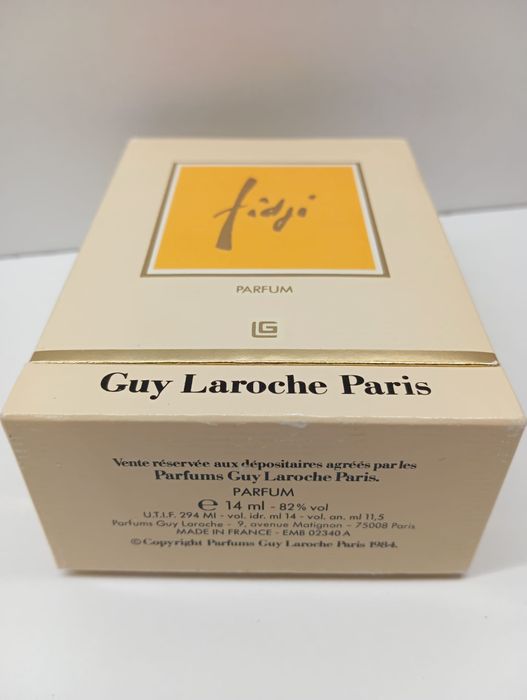 fidji
PARFUM
LG
Guy Laroche Paris
Vente réservée aux dépositaires agréés par les
Parfums Guy Laroche Paris.
PARFUM
℮ 14 ml - 82% vol
U.T.I.F. 294 Ml - vol. idr. ml 14 - vol. an. ml 11,5
Parfums Guy Laroche - 9, avenue Matignon - 75008 Paris
MADE IN FRANCE - EMB 02340 A
©Copyright Parfums Guy Laroche Paris 1984.